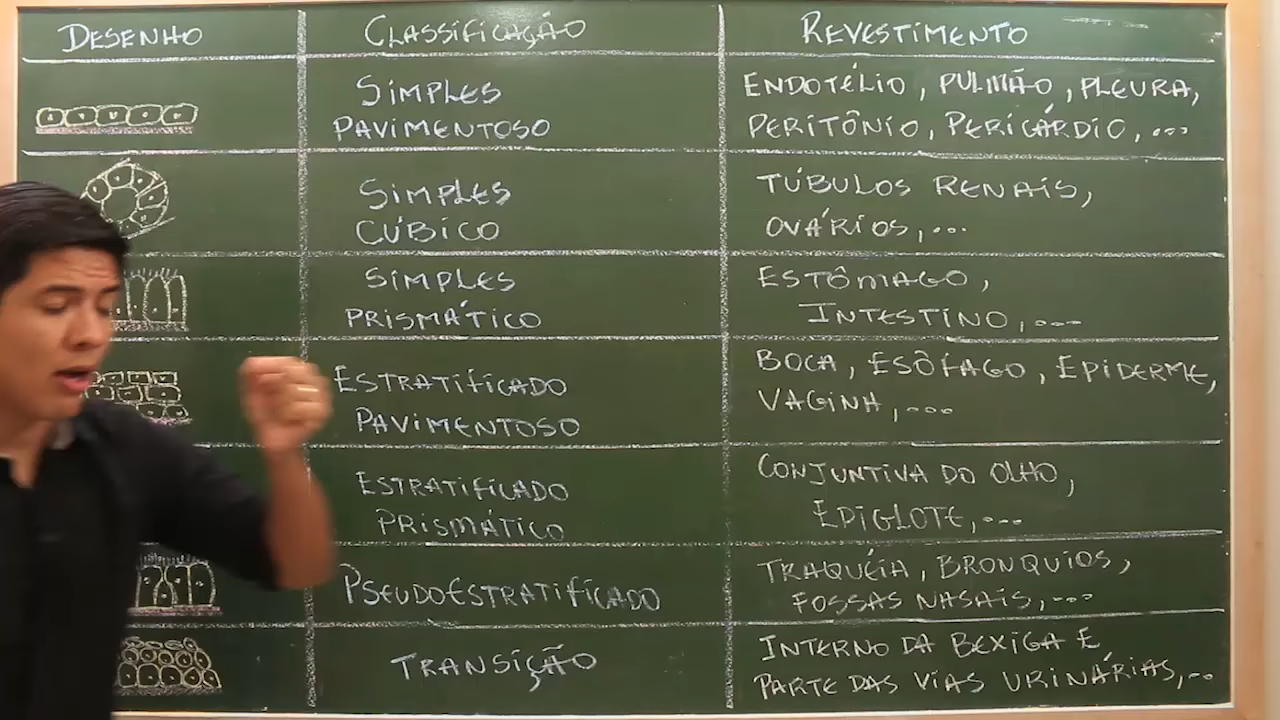 DESENHO
CLASSIFICAÇÃO
REVESTIMENTO
SIMPLES
PAVIMENTOSO
ENDOTÉLIO, PULMÃO, PLEURA,
PERITÔNIO, PERICÁRDIO, ...
SIMPLES
CÚBICO
TÚBULOS RENAIS,
OVÁRIOS, ...
SIMPLES
PRISMÁTICO
ESTÔMAGO,
INTESTINO, ...
ESTRATIFICADO
PAVIMENTOSO
BOCA, ESÔFAGO, EPIDERME,
VAGINA, ...
ESTRATIFICADO
PRISMÁTICO
CONJUNTIVA DO OLHO,
EPIGLOTE, ...
PSEUDOESTRATIFICADO
TRAQUÉIA, BRONQUIOS,
FOSSAS NASAIS, ...
TRANSIÇÃO
INTERNO DA BEXIGA E
PARTE DAS VIAS URINÁRIAS, ...